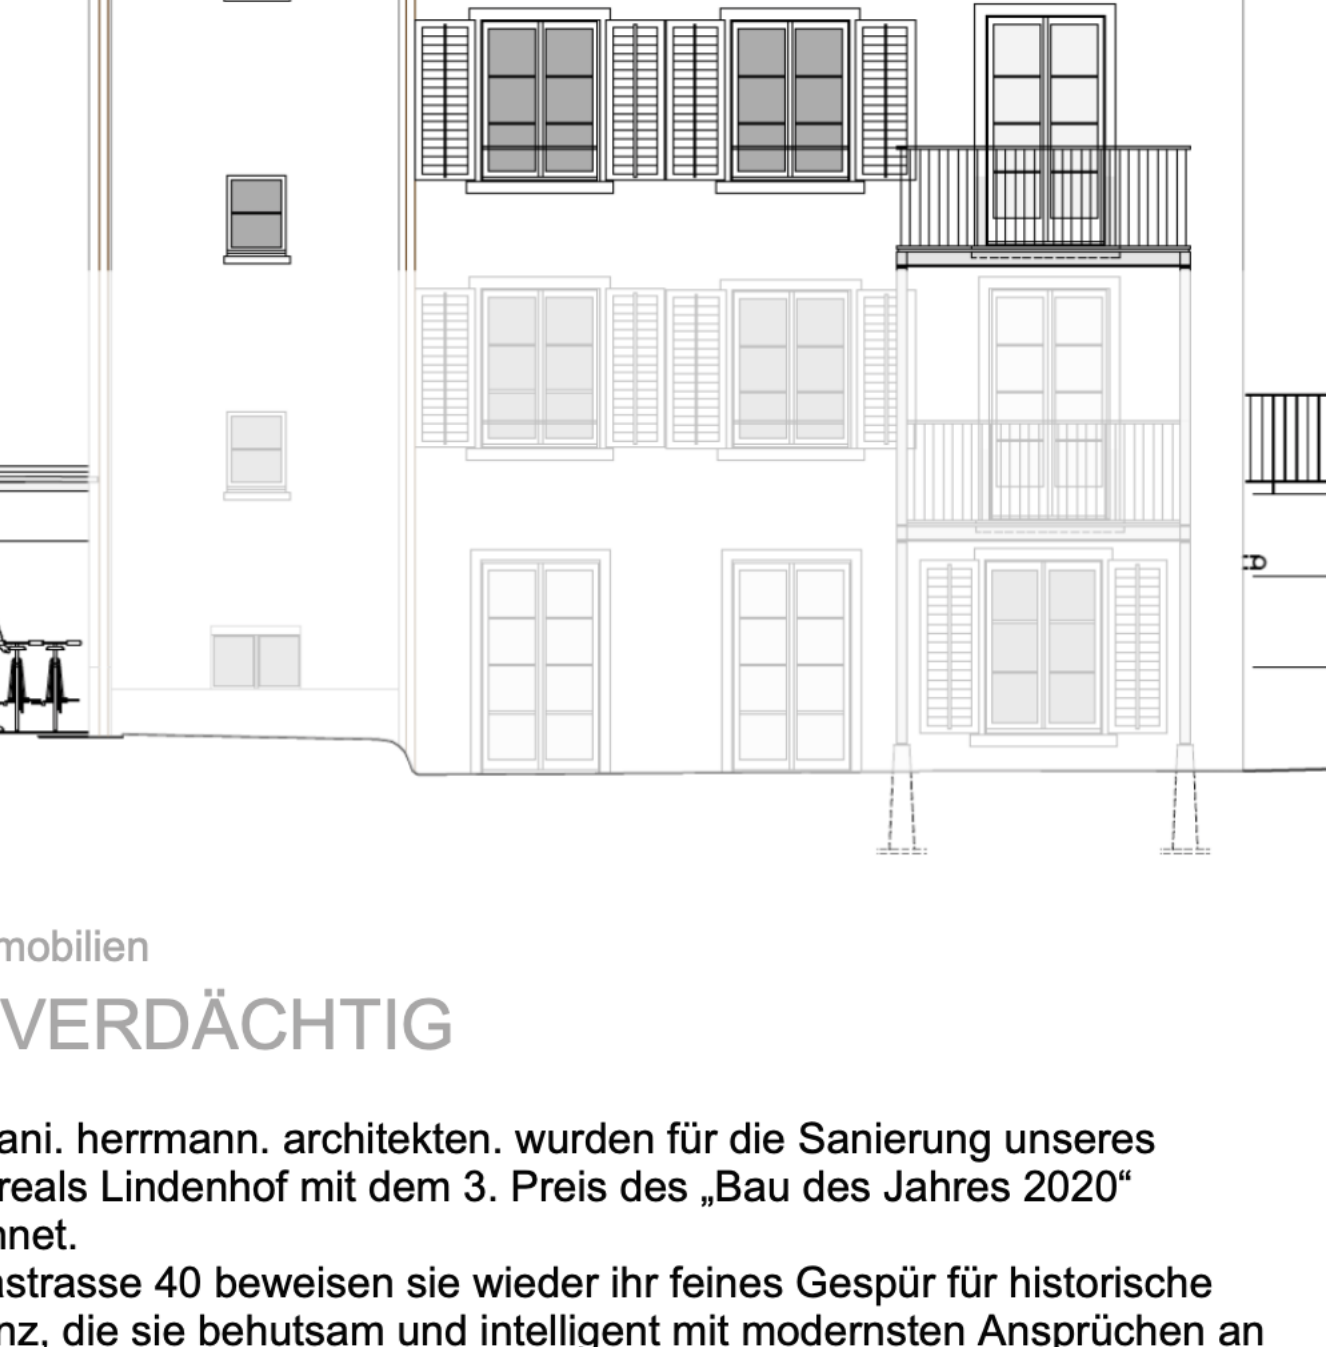 mobilien
VERDÄCHTIG
ani. herrmann. architekten. wurden für die Sanierung unseres
reals Lindenhof mit dem 3. Preis des „Bau des Jahres 2020“
net.
strasse 40 beweisen sie wieder ihr feines Gespür für historische
nz, die sie behutsam und intelligent mit modernsten Ansprüchen an